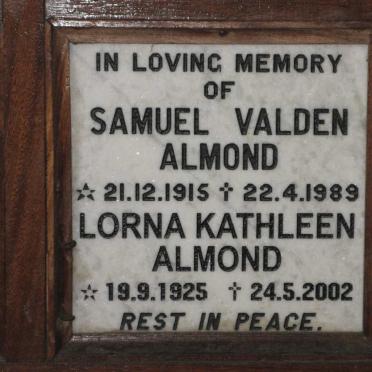 IN LOVING MEMORY
OF
SAMUEL VALDEN
ALMOND
☆ 21.12.1915 † 22.4.1989
LORNA KATHLEEN
ALMOND
☆ 19.9.1925 † 24.5.2002
REST IN PEACE.